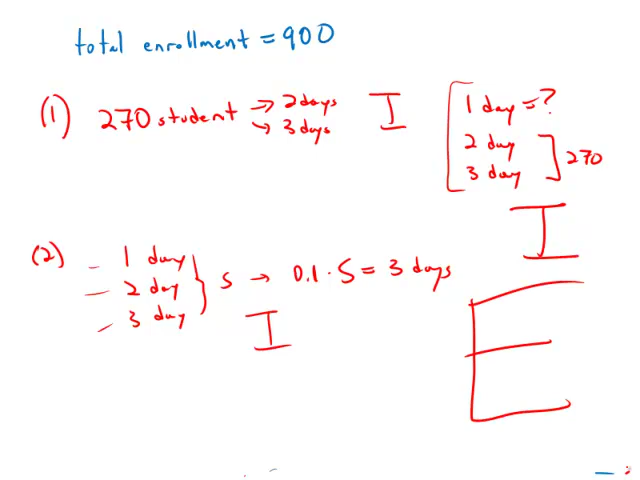 total enrollment = 900
(1) 270 student → 2 days I
↘ 3 days
1 day = ?
2 day
3 day ] 270
I
(2) – 1 day
– 2 day } S → 0.1 · S = 3 days
– 3 day I
E